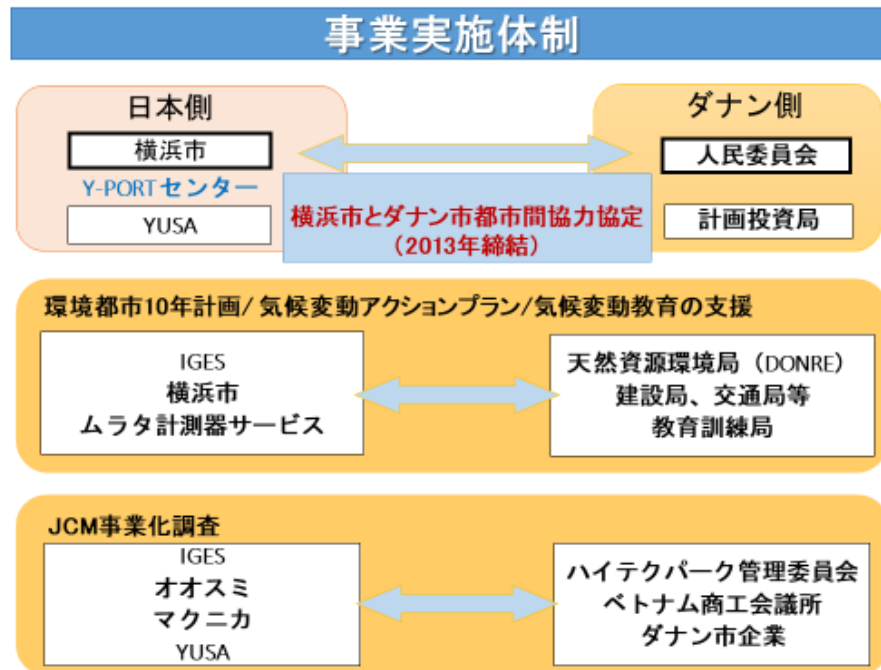 事業実施体制
日本側
横浜市
Y-PORTセンター
YUSA
横浜市とダナン市都市間協力協定
(2013年締結)
ダナン側
人民委員会
計画投資局
環境都市10年計画/ 気候変動アクションプラン/気候変動教育の支援
IGES
横浜市
ムラタ計測器サービス
天然資源環境局（DONRE）
建設局、交通局等
教育訓練局
JCM事業化調査
IGES
オオスミ
マクニカ
YUSA
ハイテクパーク管理委員会
ベトナム商工会議所
ダナン市企業